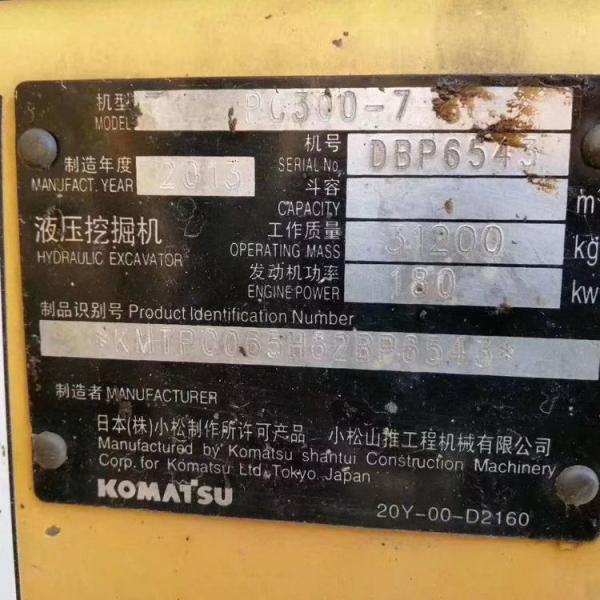 机型 PC300-7
MODEL
机号 DBP6543
SERIAL No.
制造年度 2013
MANUFACT. YEAR
斗容 m
CAPACITY
液压挖掘机
HYDRAULIC EXCAVATOR
工作质量 31200 kg
OPERATING MASS
发动机功率 180 kw
ENGINE POWER
制品识别号 Product Identification Number
*KMTPC065H62BP6543*
制造者 MANUFACTURER
日本(株)小松制作所许可产品 小松山推工程机械有限公司
Manufactured by Komatsu shantui Construction Machinery
Corp. for Komatsu Ltd. Tokyo. Japan
KOMATSU
20Y-00-D2160